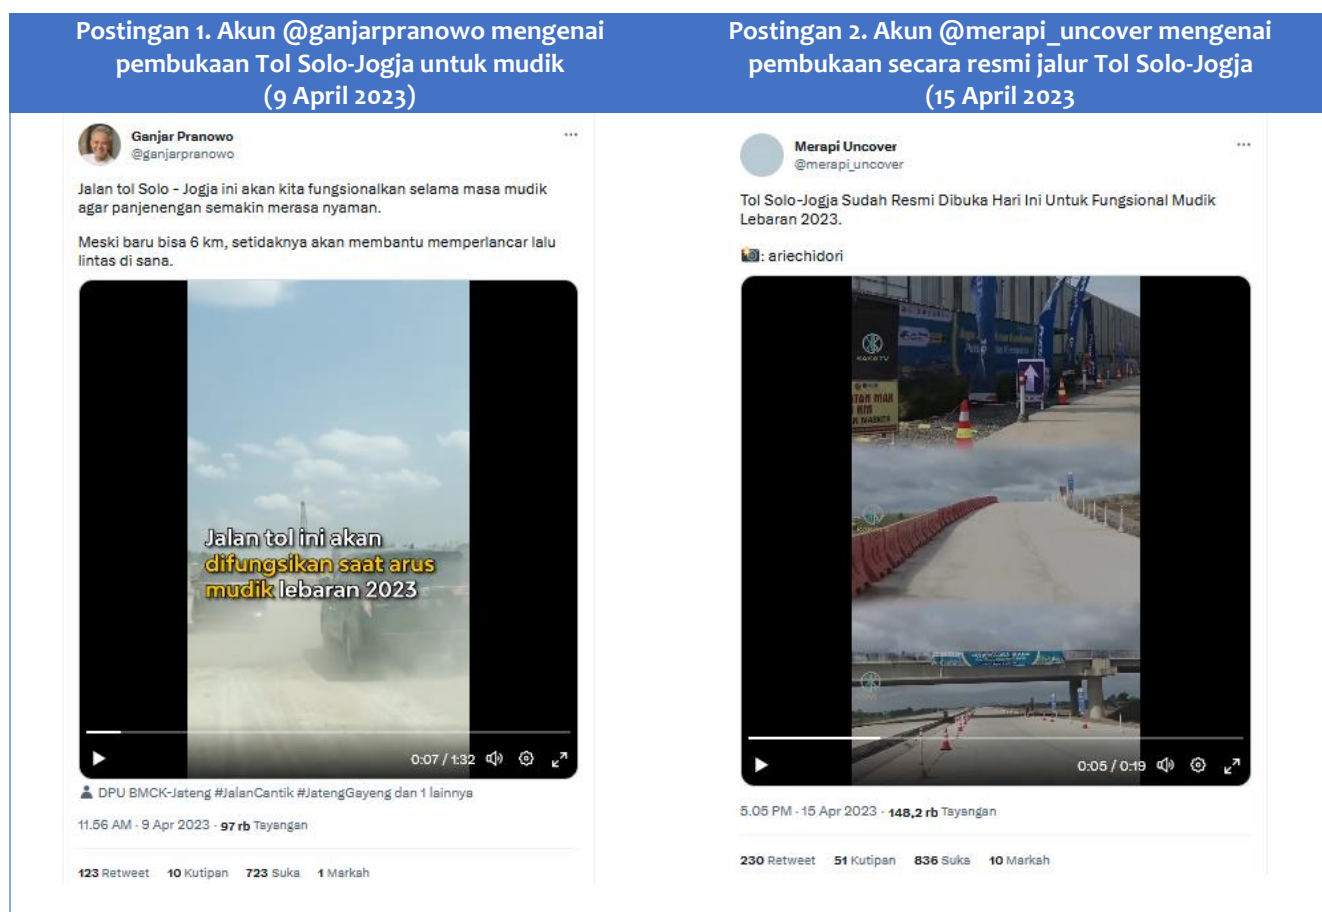 Postingan 1. Akun @ganjarpranowo mengenai
pembukaan Tol Solo-Jogja untuk mudik
(9 April 2023)
Ganjar Pranowo
@ganjarpranowo
Jalan tol Solo - Jogja ini akan kita fungsionalkan selama masa mudik
agar panjenengan semakin merasa nyaman.
Meski baru bisa 6 km, setidaknya akan membantu memperlancar lalu
lintas di sana.
Jalan tol ini akan
difungsikan saat arus
mudik lebaran 2023
0:07 / 1:32
DPU BMCK-Jateng #JalanCantik #JatengGayeng dan 1 lainnya
11.56 AM · 9 Apr 2023 · 97 rb Tayangan
123 Retweet 10 Kutipan 723 Suka 1 Markah
Postingan 2. Akun @merapi_uncover mengenai
pembukaan secara resmi jalur Tol Solo-Jogja
(15 April 2023
Merapi Uncover
@merapi_uncover
Tol Solo-Jogja Sudah Resmi Dibuka Hari Ini Untuk Fungsional Mudik
Lebaran 2023.
: ariechidori
KAKATV
0:05 / 0:19
5.05 PM · 15 Apr 2023 · 148,2 rb Tayangan
230 Retweet 51 Kutipan 836 Suka 10 Markah